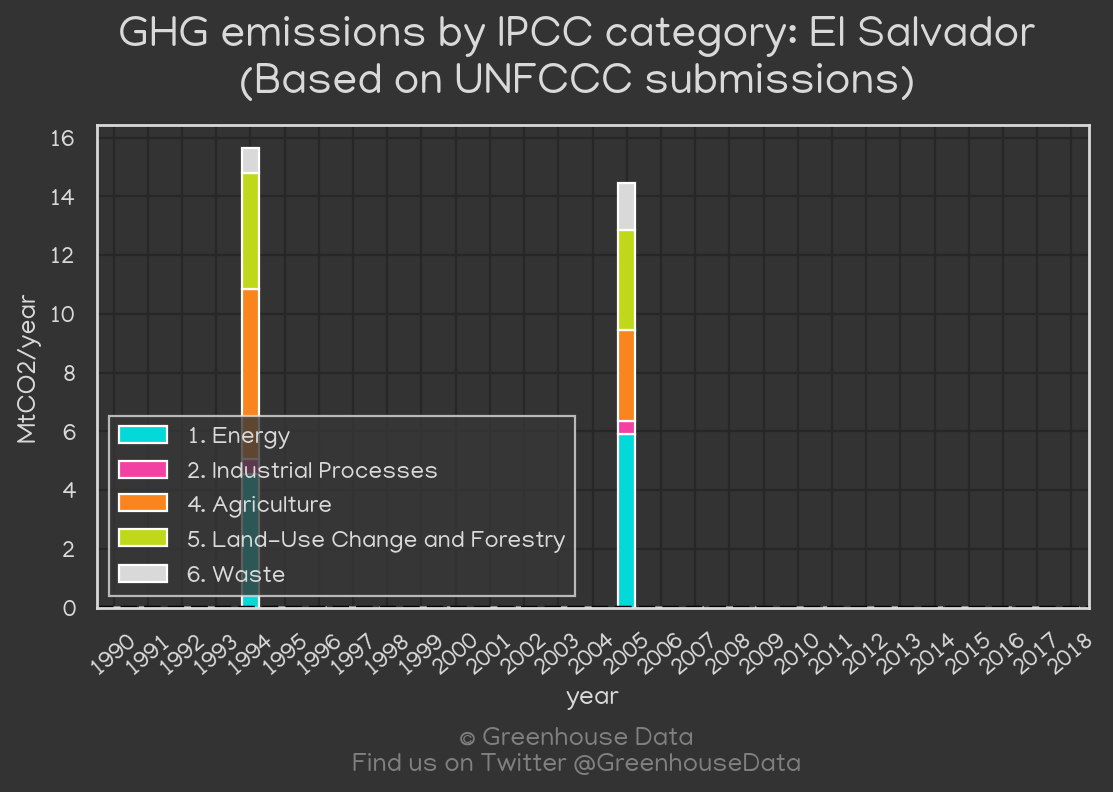 GHG emissions by IPCC category: El Salvador
(Based on UNFCCC submissions)
16
14
12
10
8
6
4
2
0
MtCO2/year
1. Energy
2. Industrial Processes
4. Agriculture
5. Land-Use Change and Forestry
6. Waste
1990 1991 1992 1993 1994 1995 1996 1997 1998 1999 2000 2001 2002 2003 2004 2005 2006 2007 2008 2009 2010 2011 2012 2013 2014 2015 2016 2017 2018
year
© Greenhouse Data
Find us on Twitter @GreenhouseData